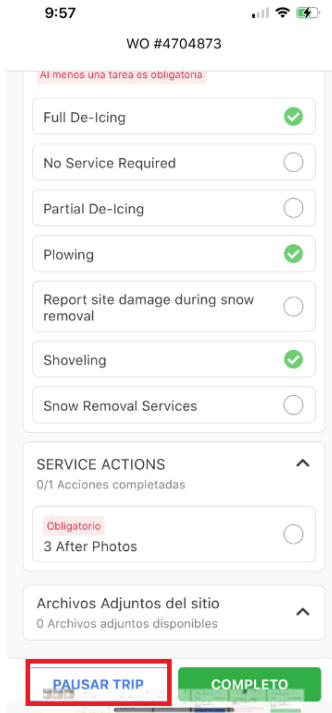 9:57
WO #4704873
Al menos una tarea es obligatoria
Full De-Icing
No Service Required
Partial De-Icing
Plowing
Report site damage during snow
removal
Shoveling
Snow Removal Services
SERVICE ACTIONS
0/1 Acciones completadas
Obligatorio
3 After Photos
Archivos Adjuntos del sitio
0 Archivos adjuntos disponibles
PAUSAR TRIP
COMPLETO